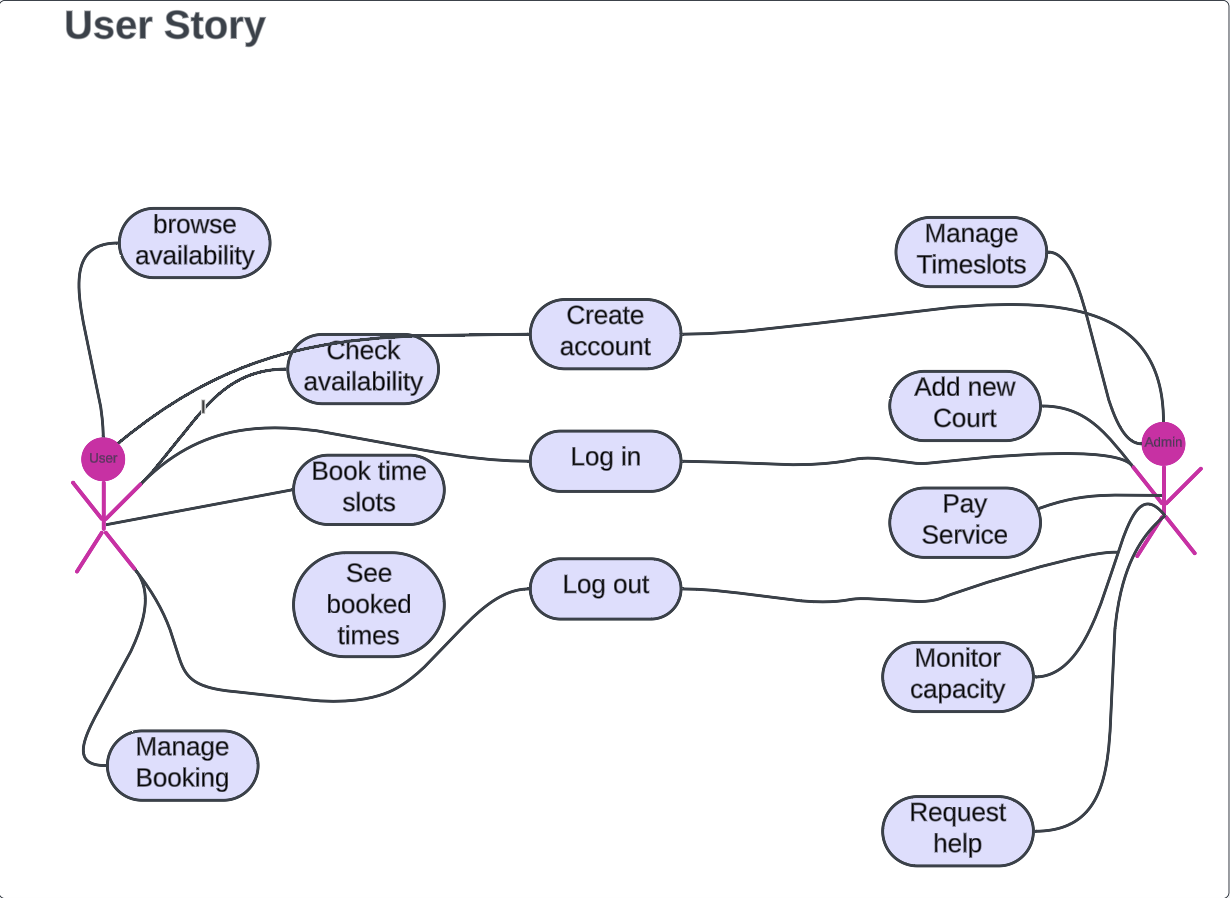 User Story
browse
availability
Manage
Timeslots
Create
account
Check
availability
Add new
Court
User
Admin
Log in
Book time
slots
Pay
Service
See
booked
times
Log out
Monitor
capacity
Manage
Booking
Request
help